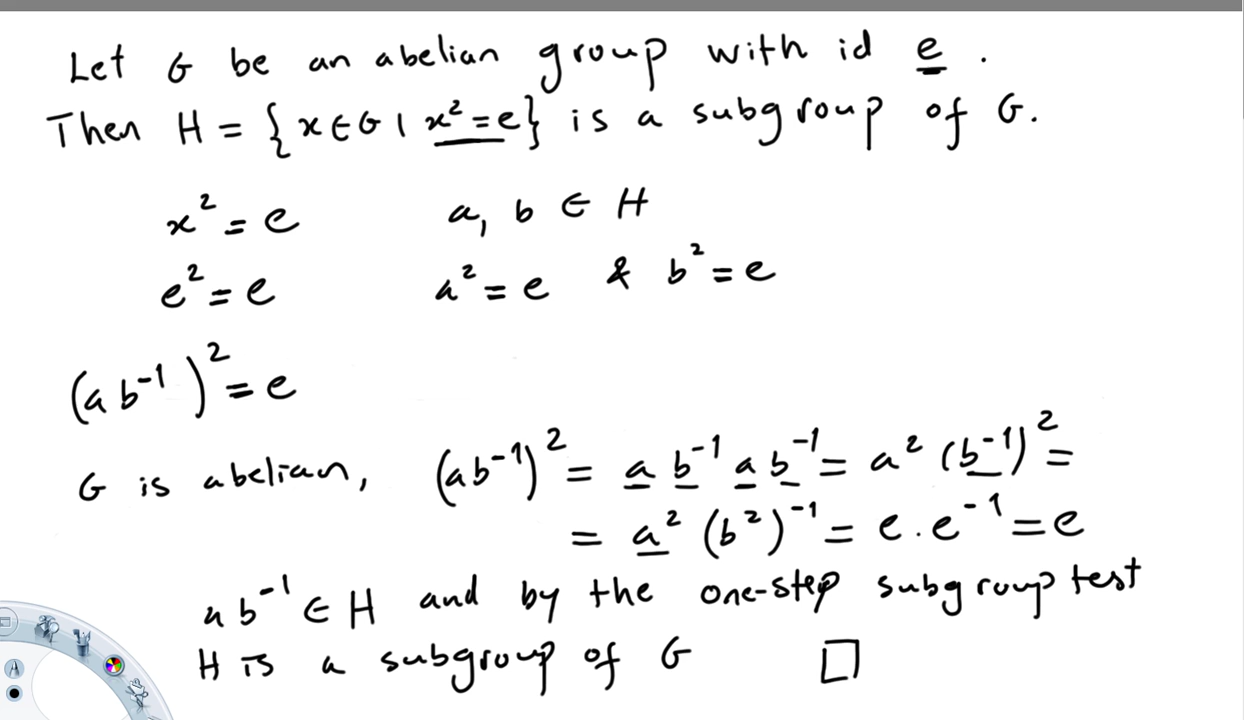 Let G be an abelian group with id e.
Then H = {x ∈ G | x² = e} is a subgroup of G.
x² = e a, b ∈ H
e² = e a² = e & b² = e
(ab⁻¹)² = e
G is abelian, (ab⁻¹)² = a b⁻¹ a b⁻¹ = a² (b⁻¹)² =
= a² (b²)⁻¹ = e . e⁻¹ = e
ab⁻¹ ∈ H and by the one-step subgroup test
H is a subgroup of G □